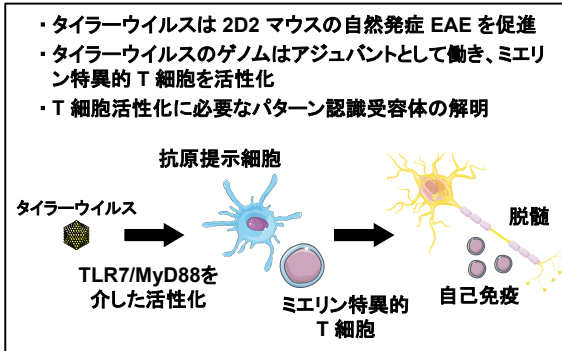 ・タイラーウイルスは 2D2 マウスの自然発症 EAE を促進
・タイラーウイルスのゲノムはアジュバントとして働き、ミエリ
ン特異的 T 細胞を活性化
・T 細胞活性化に必要なパターン認識受容体の解明
抗原提示細胞
タイラーウイルス
TLR7/MyD88を
介した活性化
ミエリン特異的
T 細胞
脱髄
自己免疫